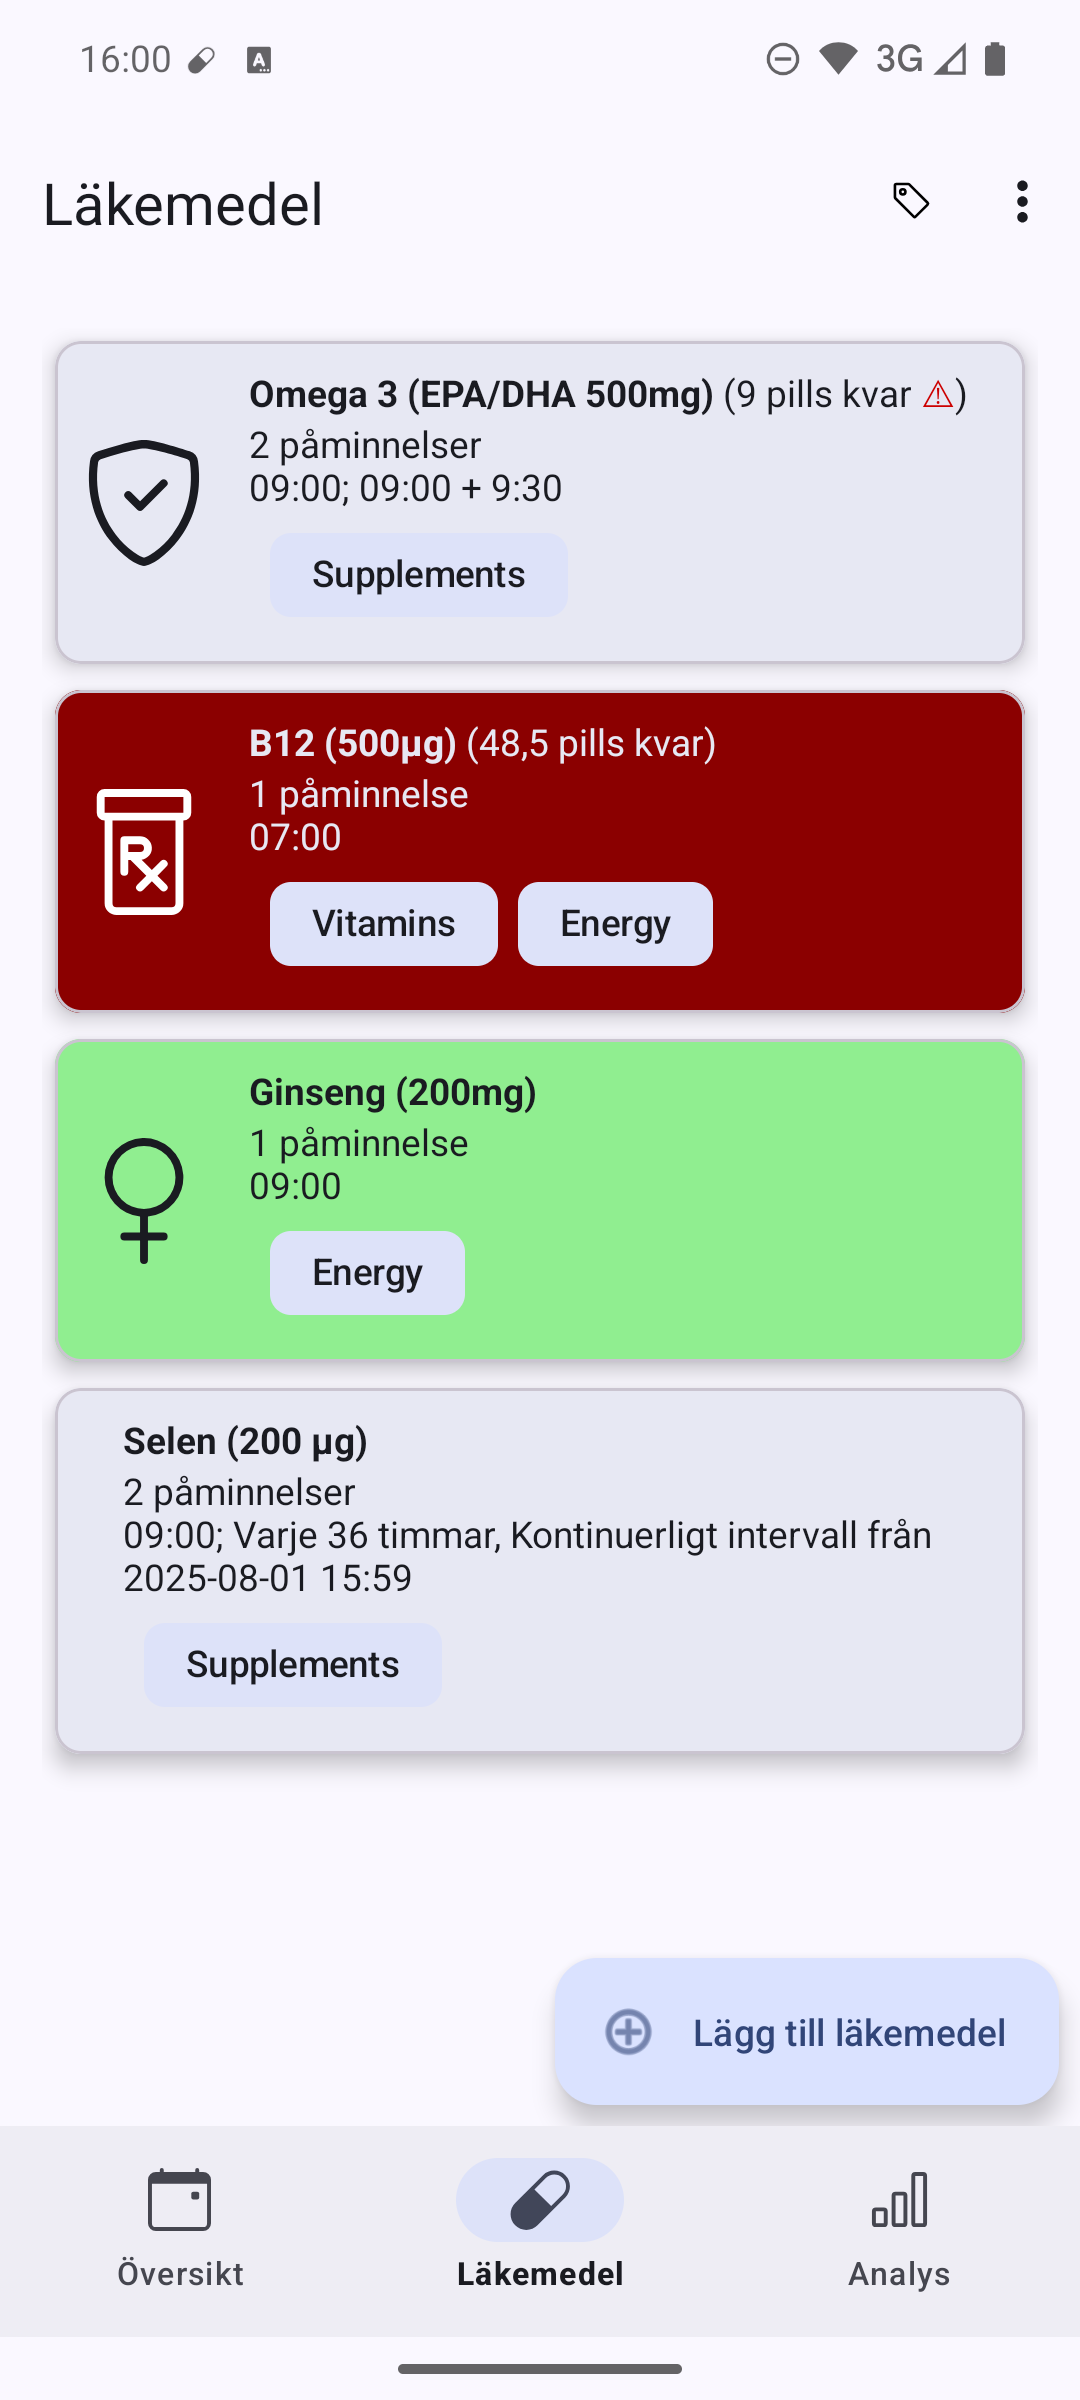 16:00
3G
Läkemedel
Omega 3 (EPA/DHA 500mg) (9 pills kvar ⚠)
2 påminnelser
09:00; 09:00 + 9:30
Supplements
B12 (500µg) (48,5 pills kvar)
1 påminnelse
07:00
Vitamins Energy
Ginseng (200mg)
1 påminnelse
09:00
Energy
Selen (200 µg)
2 påminnelser
09:00; Varje 36 timmar, Kontinuerligt intervall från
2025-08-01 15:59
Supplements
Lägg till läkemedel
Översikt Läkemedel Analys